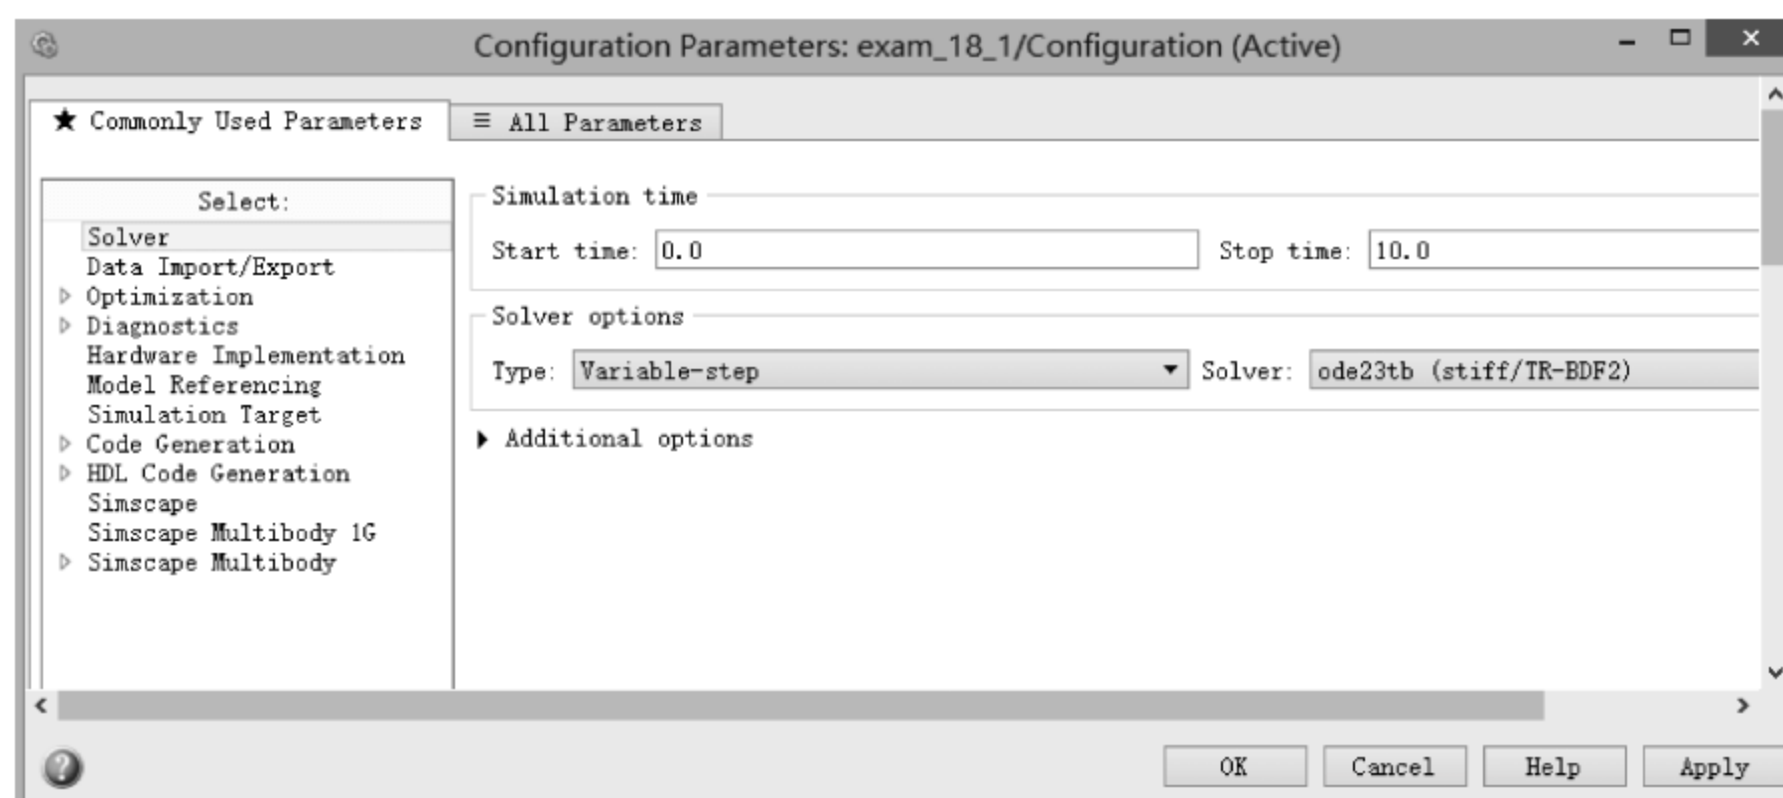 Configuration Parameters: exam_18_1/Configuration (Active)
★ Commonly Used Parameters
≡ All Parameters
Select:
Solver
Data Import/Export
Optimization
Diagnostics
Hardware Implementation
Model Referencing
Simulation Target
Code Generation
HDL Code Generation
Simscape
Simscape Multibody 1G
Simscape Multibody
Simulation time
Start time: 0.0
Stop time: 10.0
Solver options
Type: Variable-step
Solver: ode23tb (stiff/TR-BDF2)
Additional options
OK
Cancel
Help
Apply